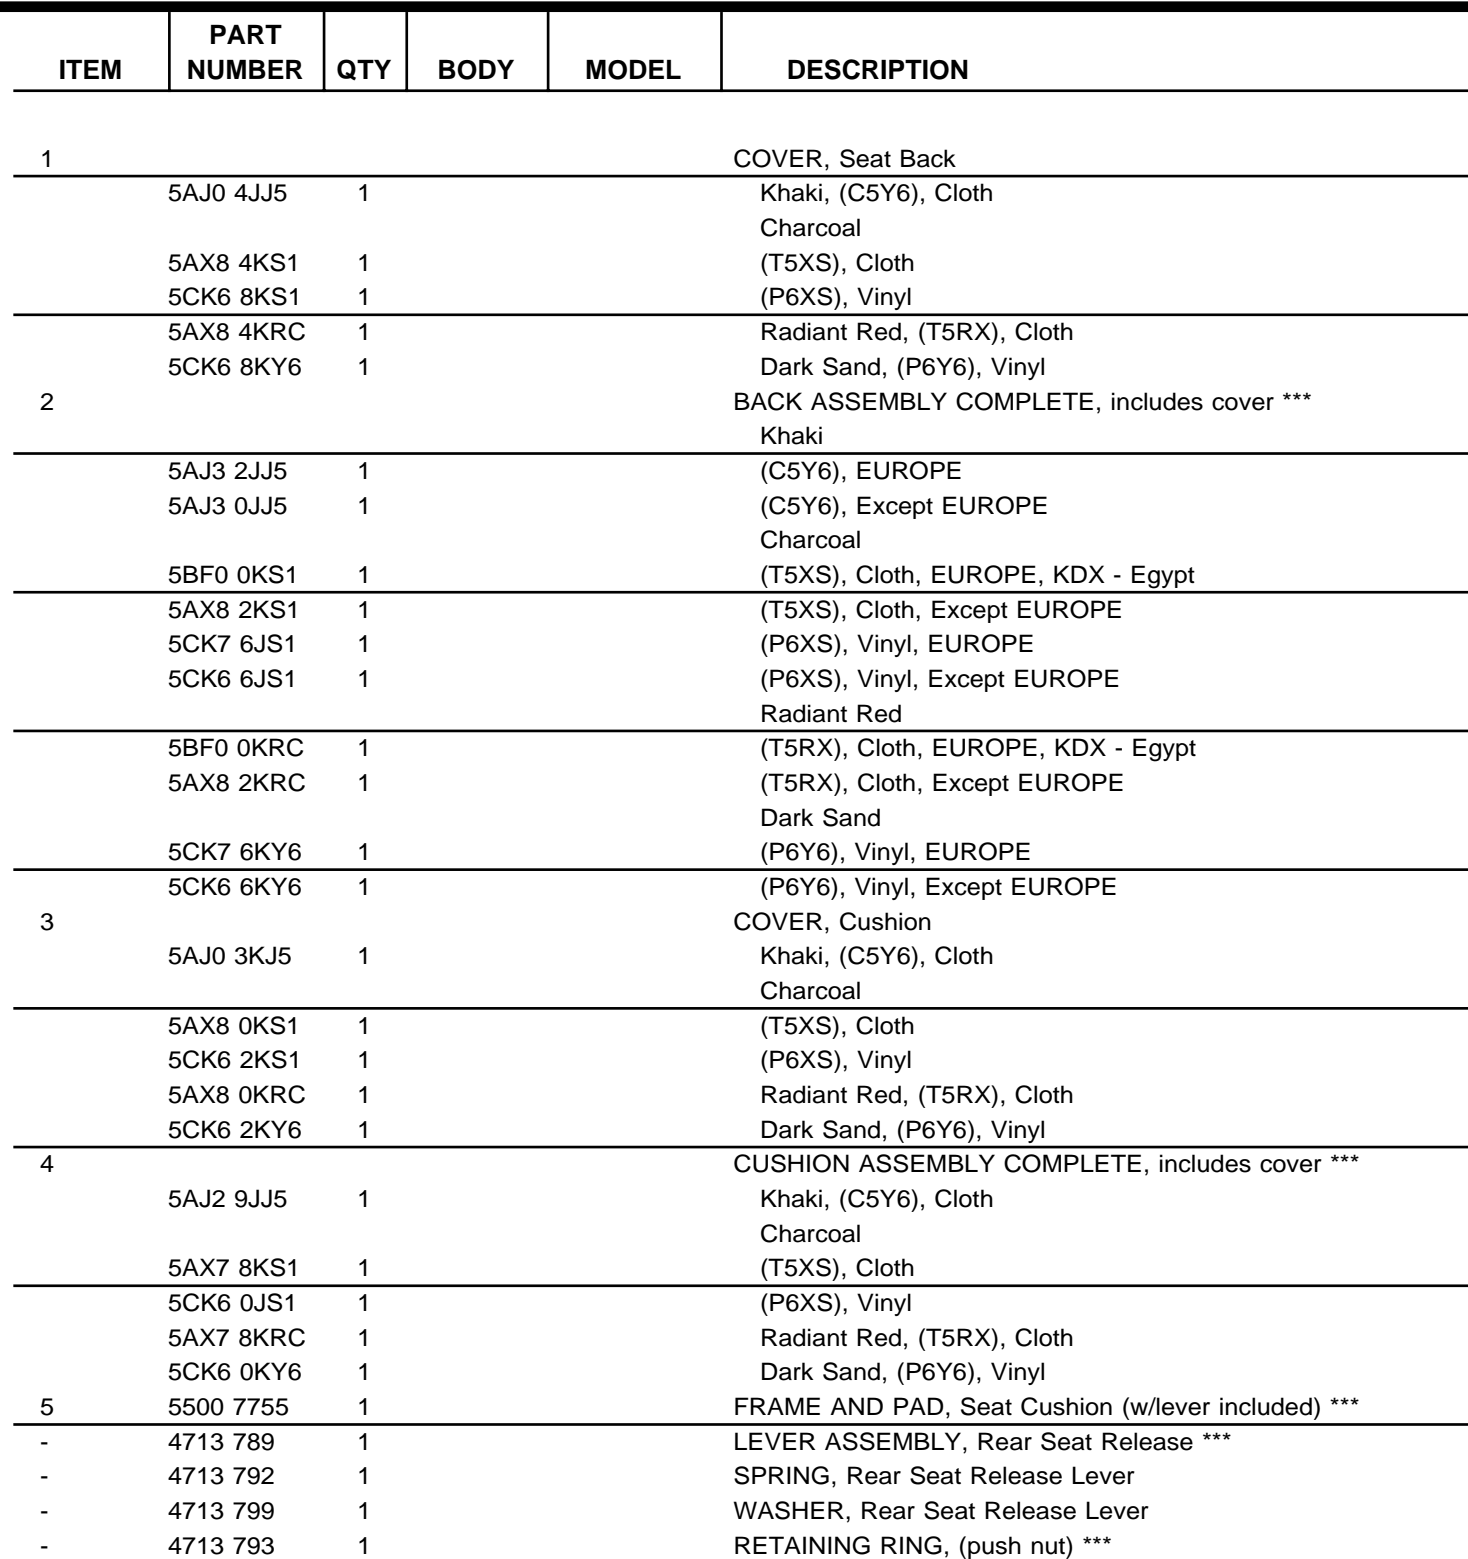 PART
ITEM NUMBER QTY BODY MODEL DESCRIPTION
1 COVER, Seat Back
5AJ0 4JJ5 1 Khaki, (C5Y6), Cloth
Charcoal
5AX8 4KS1 1 (T5XS), Cloth
5CK6 8KS1 1 (P6XS), Vinyl
5AX8 4KRC 1 Radiant Red, (T5RX), Cloth
5CK6 8KY6 1 Dark Sand, (P6Y6), Vinyl
2 BACK ASSEMBLY COMPLETE, includes cover ***
Khaki
5AJ3 2JJ5 1 (C5Y6), EUROPE
5AJ3 0JJ5 1 (C5Y6), Except EUROPE
Charcoal
5BF0 0KS1 1 (T5XS), Cloth, EUROPE, KDX - Egypt
5AX8 2KS1 1 (T5XS), Cloth, Except EUROPE
5CK7 6JS1 1 (P6XS), Vinyl, EUROPE
5CK6 6JS1 1 (P6XS), Vinyl, Except EUROPE
Radiant Red
5BF0 0KRC 1 (T5RX), Cloth, EUROPE, KDX - Egypt
5AX8 2KRC 1 (T5RX), Cloth, Except EUROPE
Dark Sand
5CK7 6KY6 1 (P6Y6), Vinyl, EUROPE
5CK6 6KY6 1 (P6Y6), Vinyl, Except EUROPE
3 COVER, Cushion
5AJ0 3KJ5 1 Khaki, (C5Y6), Cloth
Charcoal
5AX8 0KS1 1 (T5XS), Cloth
5CK6 2KS1 1 (P6XS), Vinyl
5AX8 0KRC 1 Radiant Red, (T5RX), Cloth
5CK6 2KY6 1 Dark Sand, (P6Y6), Vinyl
4 CUSHION ASSEMBLY COMPLETE, includes cover ***
5AJ2 9JJ5 1 Khaki, (C5Y6), Cloth
Charcoal
5AX7 8KS1 1 (T5XS), Cloth
5CK6 0JS1 1 (P6XS), Vinyl
5AX7 8KRC 1 Radiant Red, (T5RX), Cloth
5CK6 0KY6 1 Dark Sand, (P6Y6), Vinyl
5 5500 7755 1 FRAME AND PAD, Seat Cushion (w/lever included) ***
- 4713 789 1 LEVER ASSEMBLY, Rear Seat Release ***
- 4713 792 1 SPRING, Rear Seat Release Lever
- 4713 799 1 WASHER, Rear Seat Release Lever
- 4713 793 1 RETAINING RING, (push nut) ***